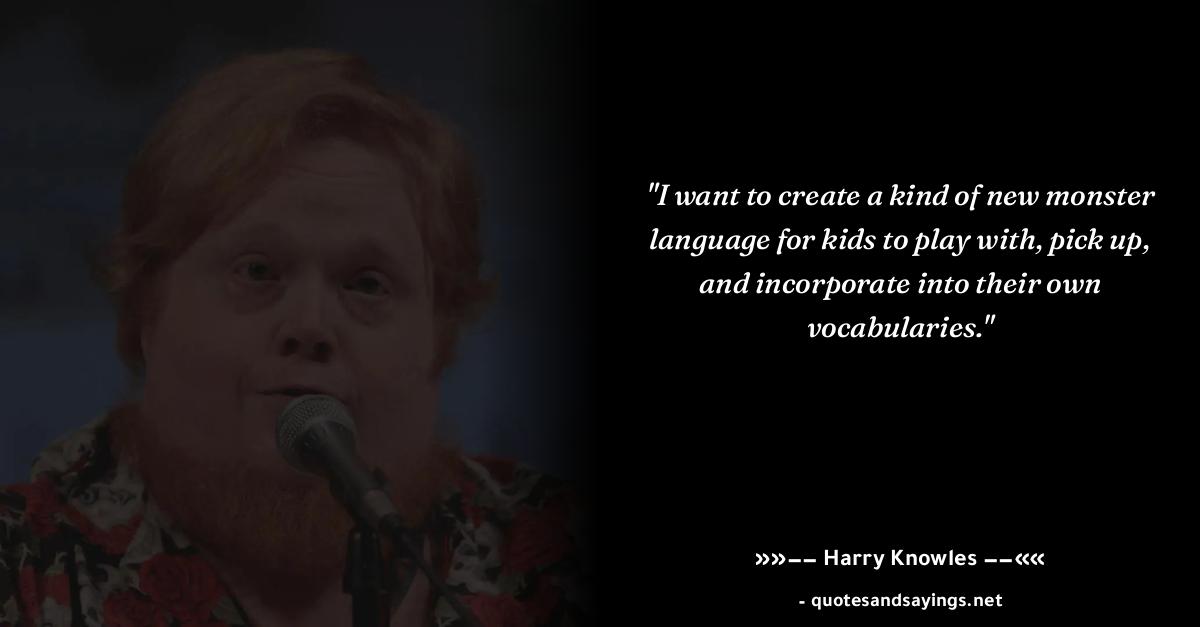 "I want to create a kind of new monster
language for kids to play with, pick up,
and incorporate into their own
vocabularies."
»»—— Harry Knowles ——««
- quotesandsayings.net